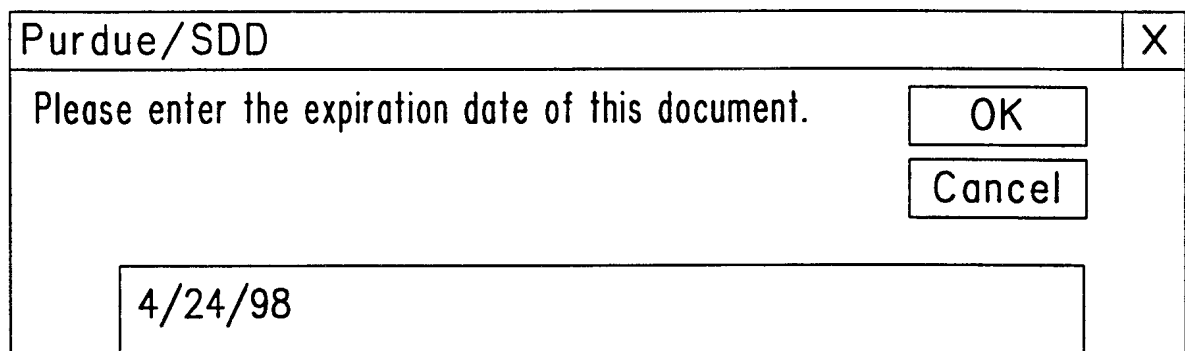 Purdue/SDD X
Please enter the expiration date of this document.
OK
Cancel
4/24/98